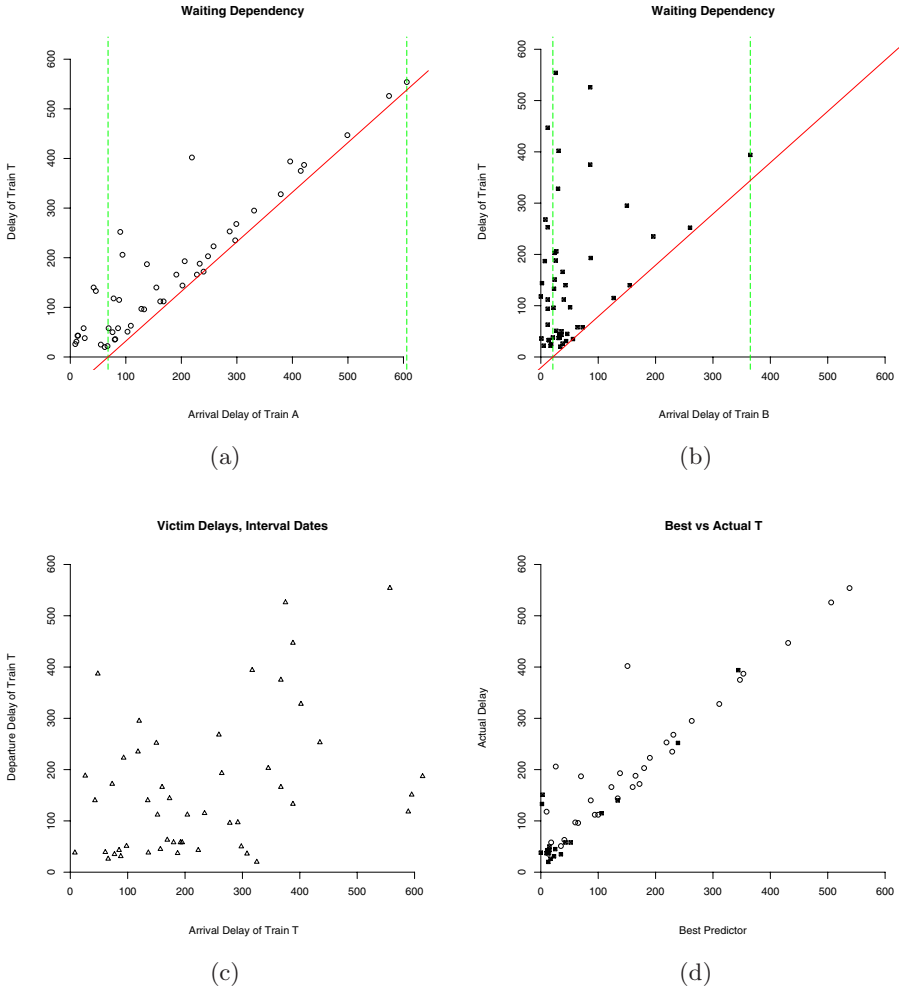 Waiting Dependency
Delay of Train T
0 100 200 300 400 500 600
0 100 200 300 400 500 600
Arrival Delay of Train A
(a)
Waiting Dependency
Delay of Train T
0 100 200 300 400 500 600
0 100 200 300 400 500 600
Arrival Delay of Train B
(b)
Victim Delays, Interval Dates
Departure Delay of Train T
0 100 200 300 400 500 600
0 100 200 300 400 500 600
Arrival Delay of Train T
(c)
Best vs Actual T
Actual Delay
0 100 200 300 400 500 600
0 100 200 300 400 500 600
Best Predictor
(d)